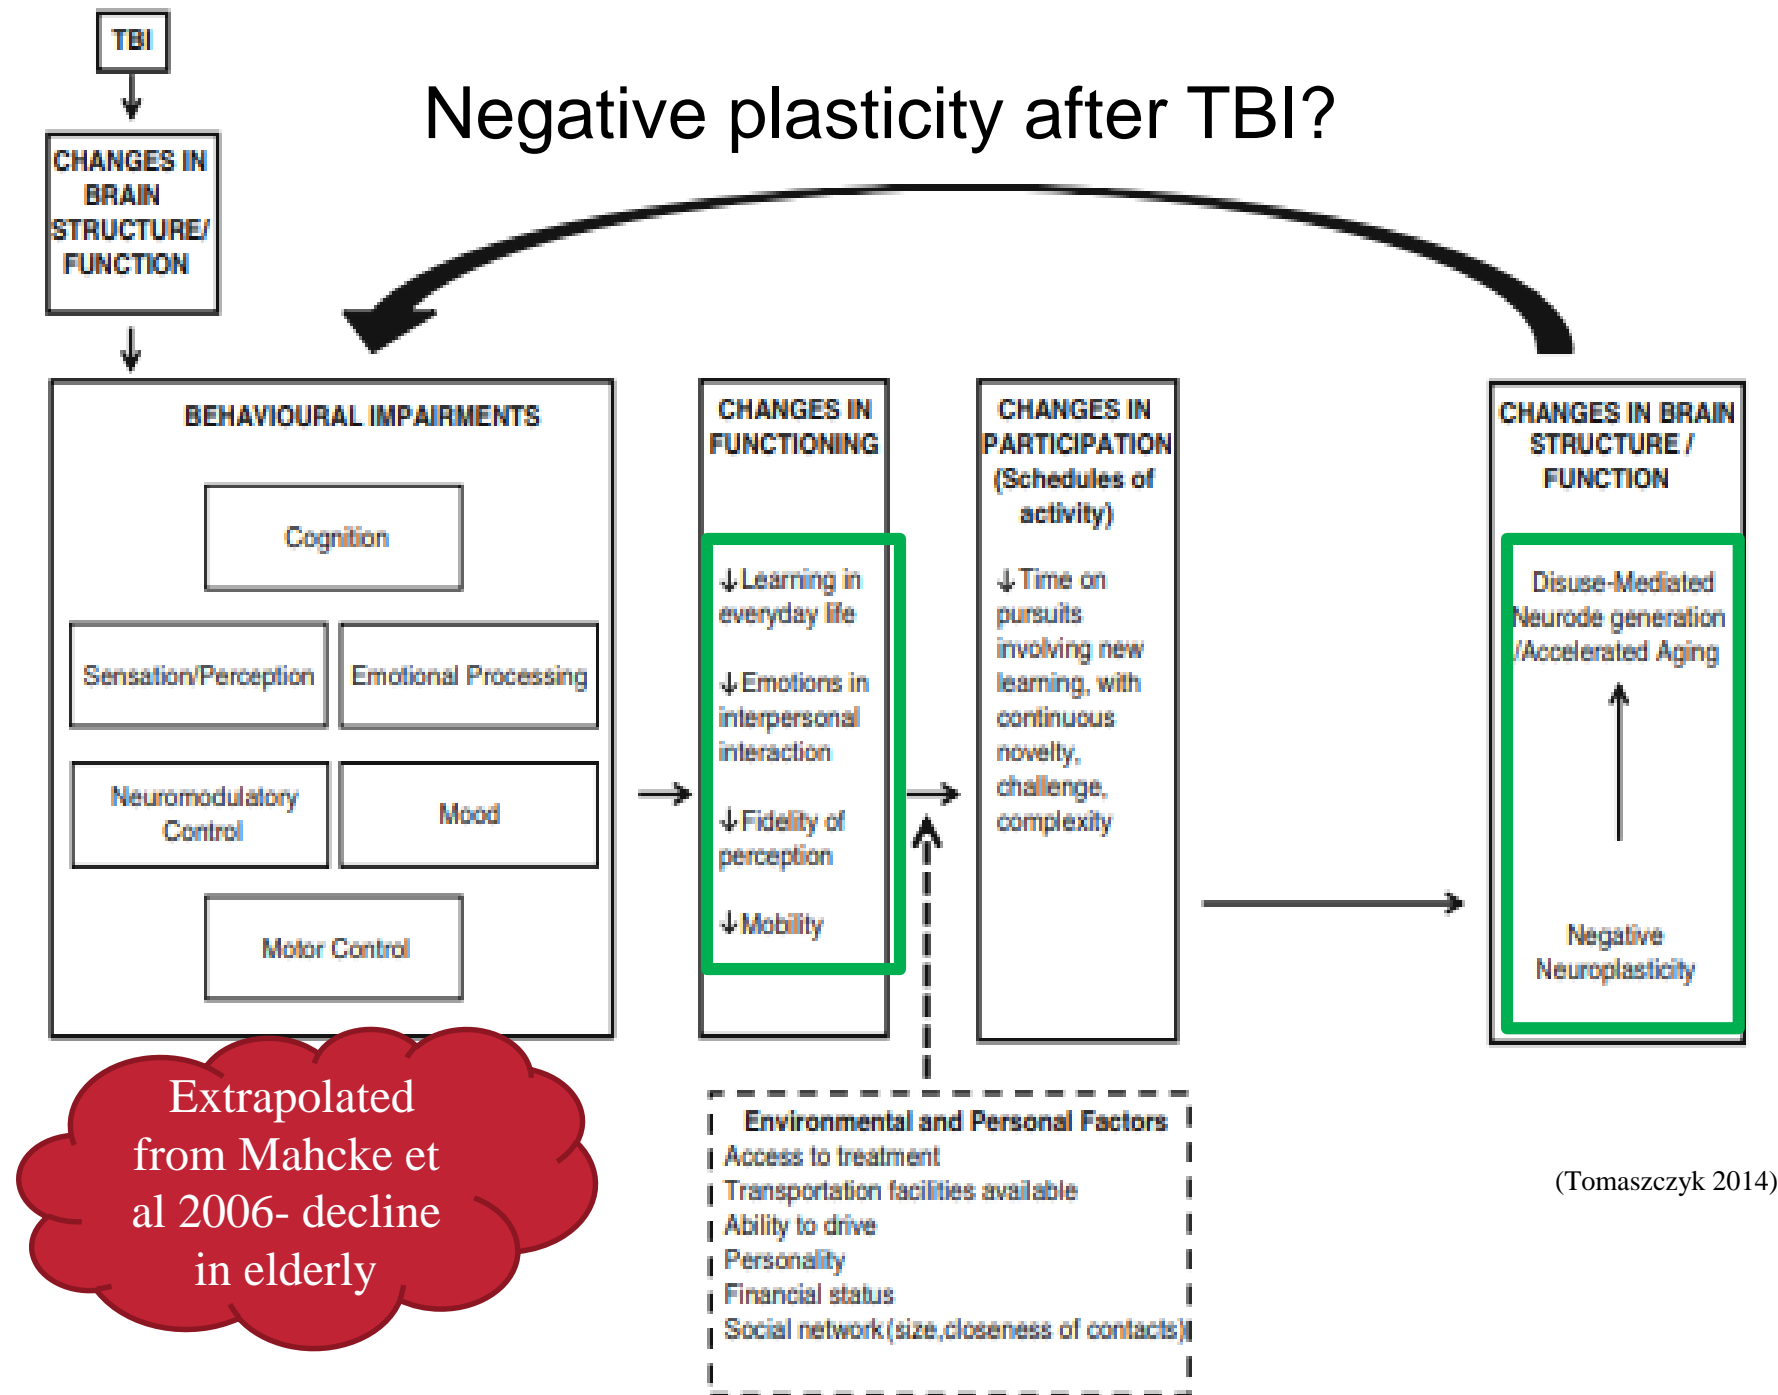 TBI
Negative plasticity after TBI?
CHANGES IN
BRAIN
STRUCTURE/
FUNCTION
BEHAVIOURAL IMPAIRMENTS
Cognition
Sensation/Perception
Emotional Processing
Neuromodulatory
Control
Mood
Motor Control
CHANGES IN
FUNCTIONING
↓Learning in
everyday life
↓Emotions in
interpersonal
interaction
↓Fidelity of
perception
↓Mobility
CHANGES IN
PARTICIPATION
(Schedules of
activity)
↓Time on
pursuits
involving new
learning, with
continuous
novelty,
challenge,
complexity
CHANGES IN BRAIN
STRUCTURE /
FUNCTION
Disuse-Mediated
Neurode generation
/Accelerated Aging
Negative
Neuroplasticity
Extrapolated
from Mahcke et
al 2006- decline
in elderly
Environmental and Personal Factors
Access to treatment
Transportation facilities available
Ability to drive
Personality
Financial status
Social network(size,closeness of contacts)
(Tomaszczyk 2014)